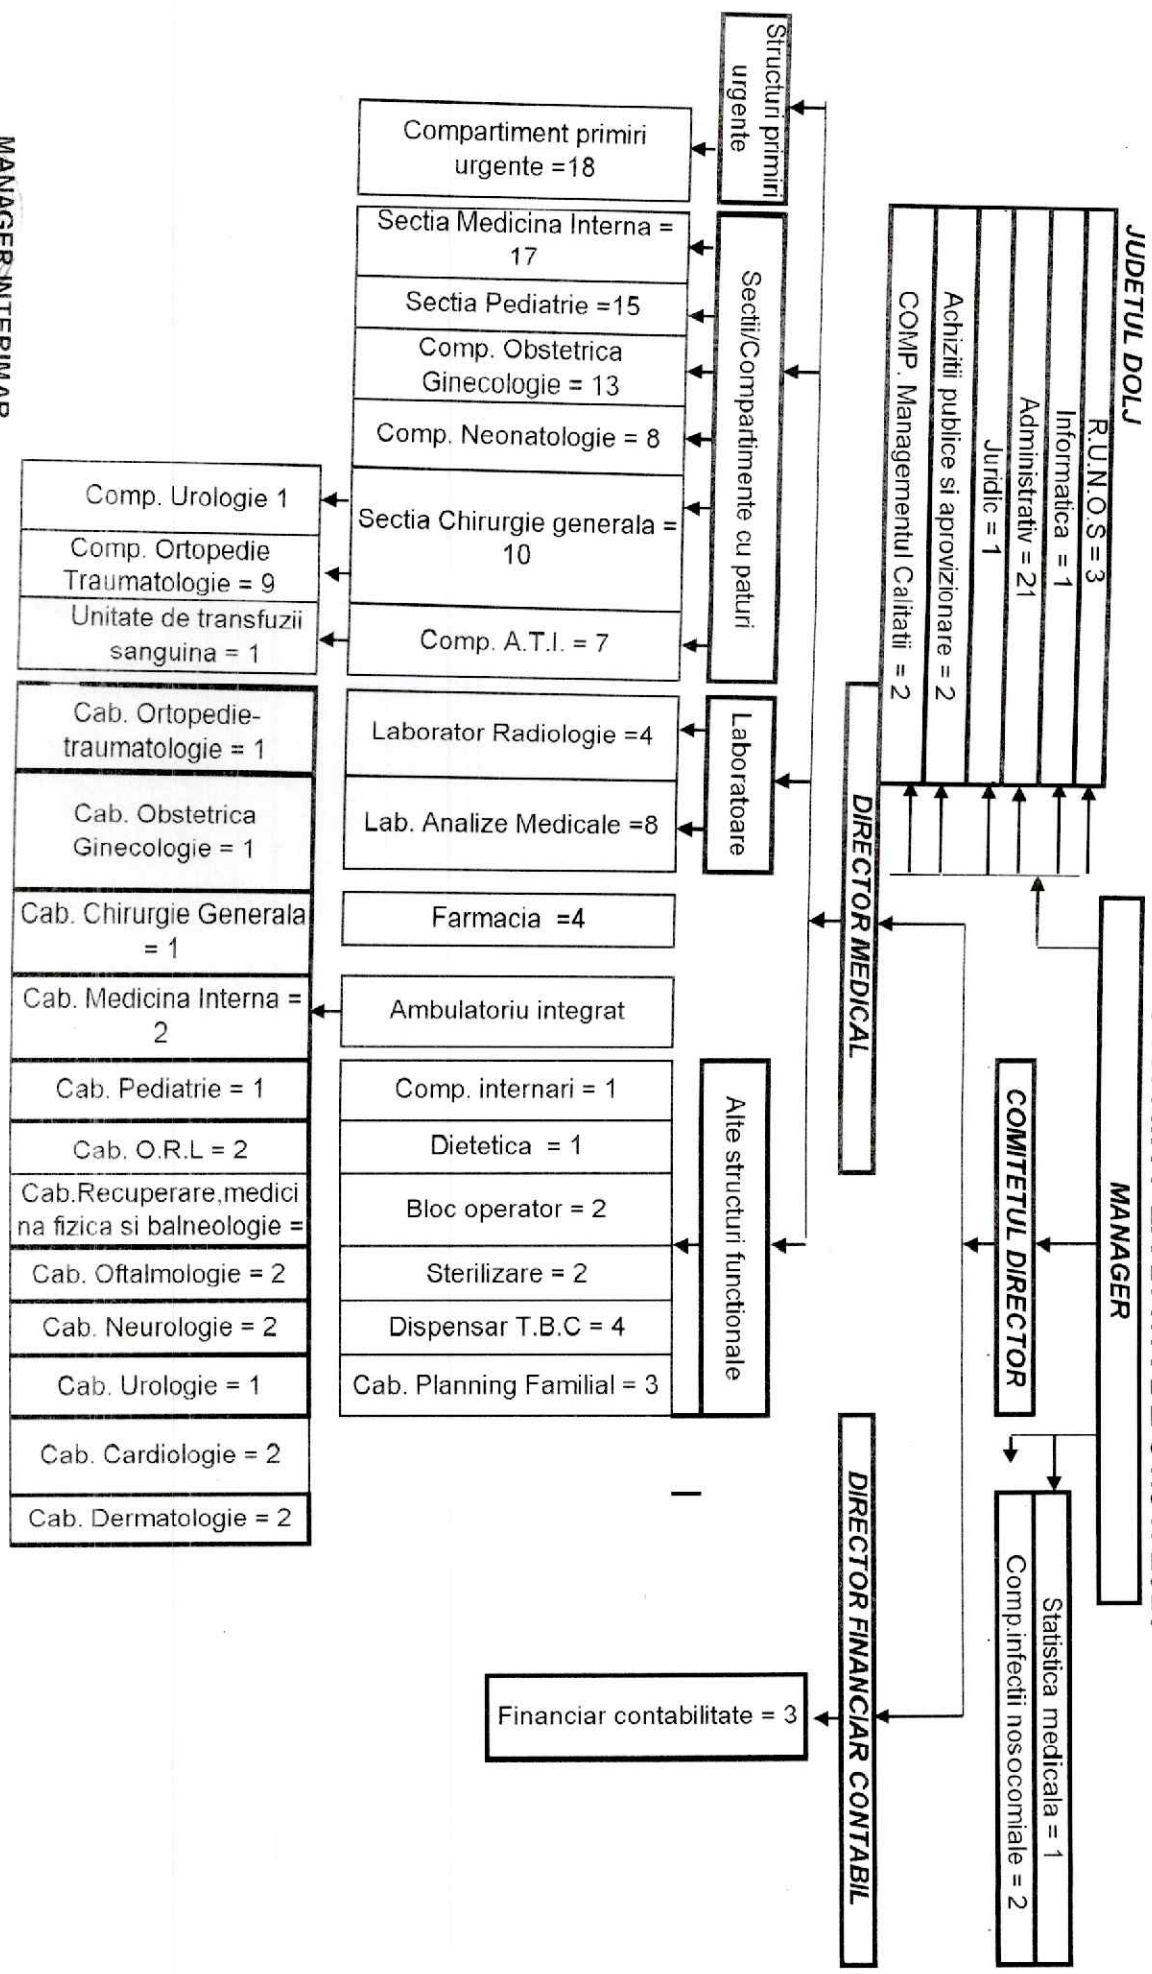 JUDETUL DOLJ
MANAGER
R.U.N.O.S = 3
Informatica = 1
Administrativ = 21
Juridic = 1
Achizitii publice si aprovizionare = 2
COMP. Managementul Calitatii = 2
COMITETUL DIRECTOR
Statistica medicala = 1
Comp.infectii nosocomiale = 2
DIRECTOR MEDICAL
DIRECTOR FINANCIAR CONTABIL
Structuri primiri
urgente
Sectii/Compartimente cu paturi
Laboratoare
Alte structuri functionale
Financiar contabilitate = 3
Compartiment primiri
urgente =18
Sectia Medicina Interna =
17
Sectia Pediatrie =15
Comp. Obstetrica
Ginecologie = 13
Comp. Neonatologie = 8
Sectia Chirurgie generala =
10
Comp. A.T.I. = 7
Laborator Radiologie =4
Lab. Analize Medicale =8
Farmacia =4
Ambulatoriu integrat
Comp. internari = 1
Dietetica = 1
Bloc operator = 2
Sterilizare = 2
Dispensar T.B.C = 4
Cab. Planning Familial = 3
Comp. Urologie 1
Comp. Ortopedie
Traumatologie = 9
Unitate de transfuzii
sanguina = 1
Cab. Ortopedie-
traumatologie = 1
Cab. Obstetrica
Ginecologie = 1
Cab. Chirurgie Generala
= 1
Cab. Medicina Interna =
2
Cab. Pediatrie = 1
Cab. O.R.L = 2
Cab.Recuperare,medici
na fizica si balneologie =
Cab. Oftalmologie = 2
Cab. Neurologie = 2
Cab. Urologie = 1
Cab. Cardiologie = 2
Cab. Dermatologie = 2
MANAGER INTERIMAR